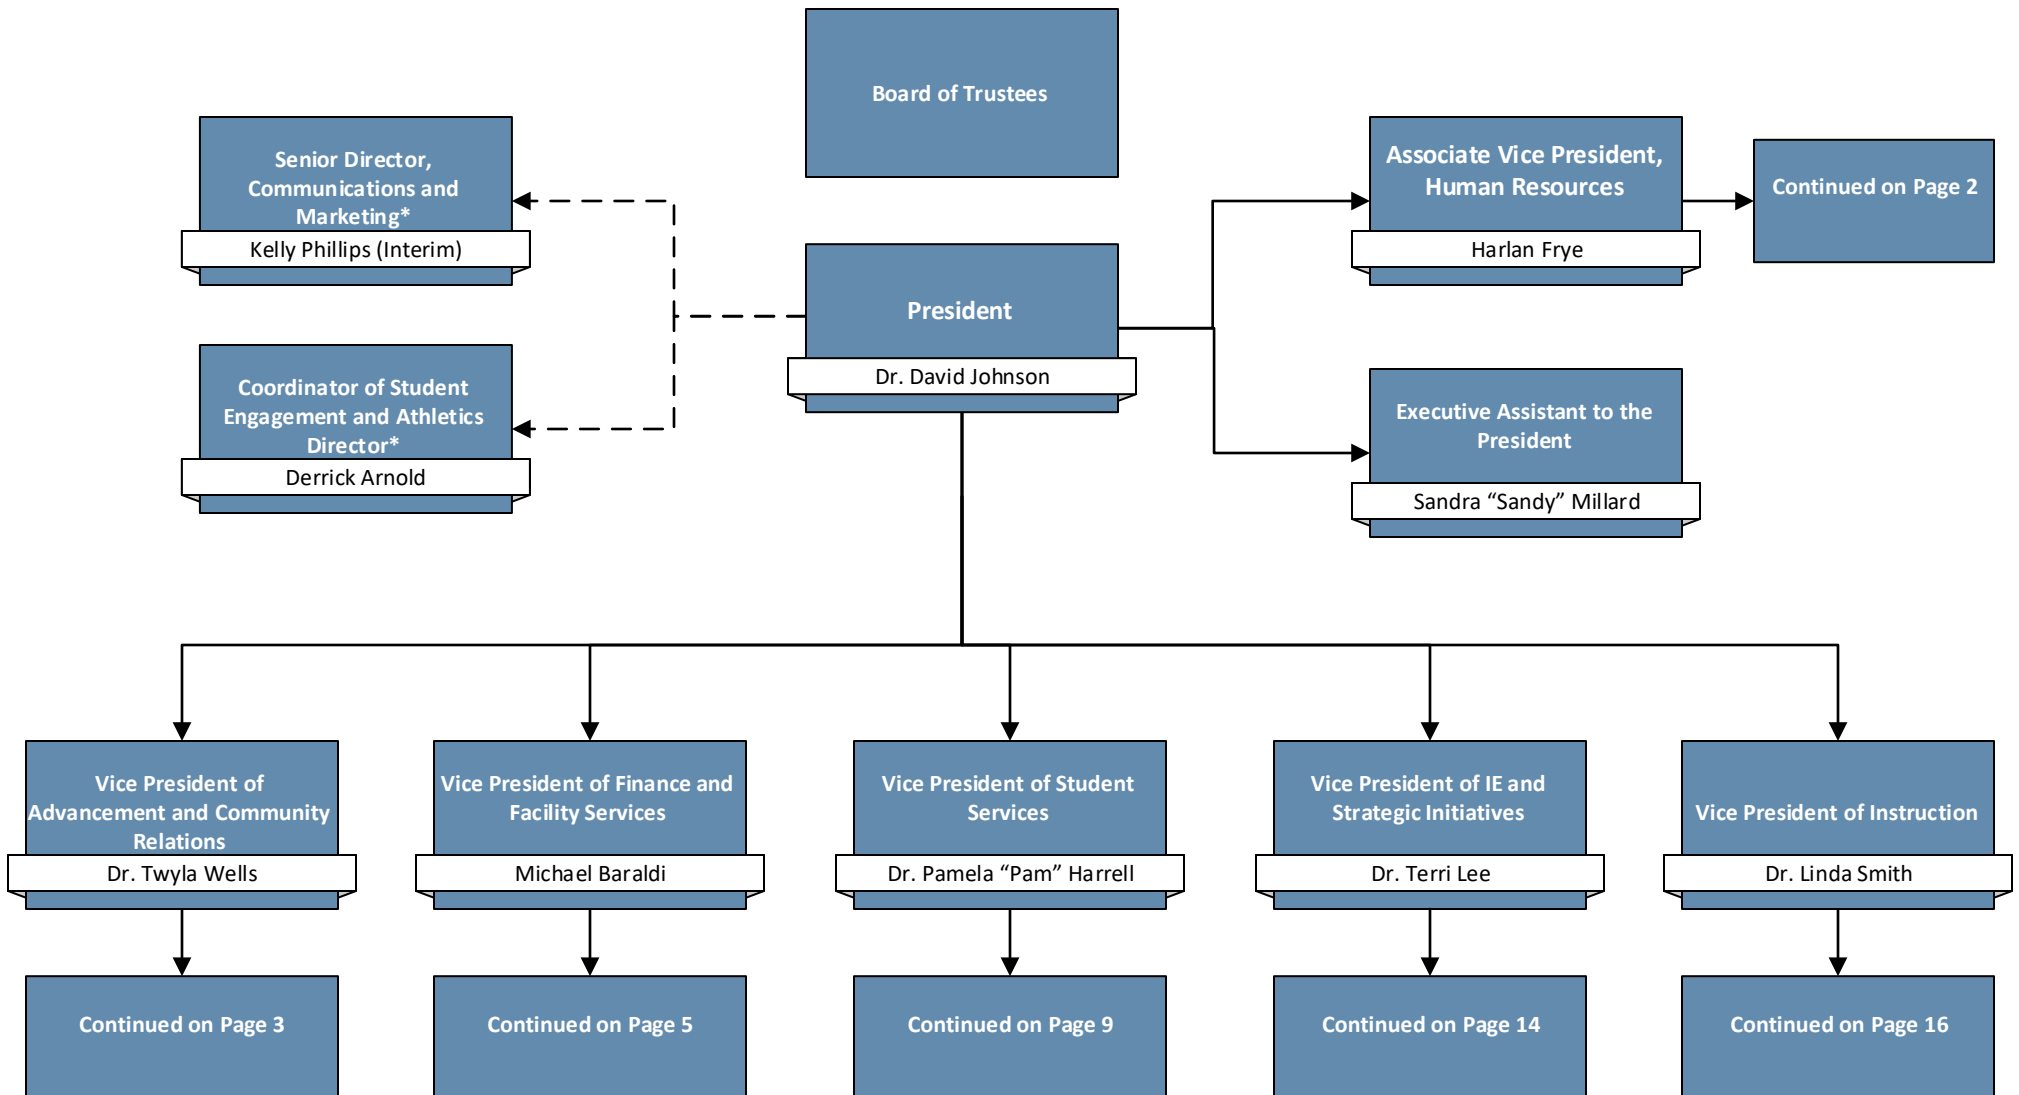 Board of Trustees
Senior Director,
Communications and
Marketing*
Kelly Phillips (Interim)
Associate Vice President,
Human Resources
Harlan Frye
Continued on Page 2
President
Dr. David Johnson
Coordinator of Student
Engagement and Athletics
Director*
Derrick Arnold
Executive Assistant to the
President
Sandra “Sandy” Millard
Vice President of
Advancement and Community
Relations
Dr. Twyla Wells
Vice President of Finance and
Facility Services
Michael Baraldi
Vice President of Student
Services
Dr. Pamela “Pam” Harrell
Vice President of IE and
Strategic Initiatives
Dr. Terri Lee
Vice President of Instruction
Dr. Linda Smith
Continued on Page 3
Continued on Page 5
Continued on Page 9
Continued on Page 14
Continued on Page 16